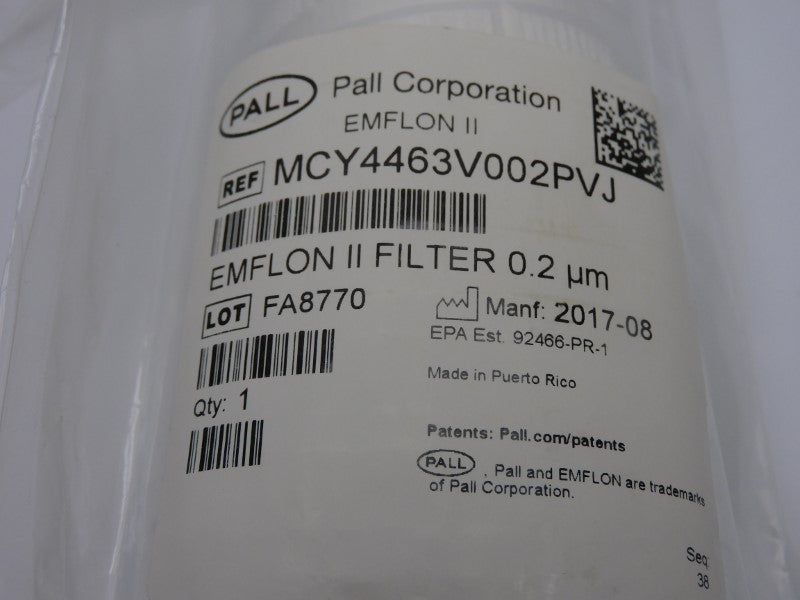 PALL Pall Corporation
EMFLON II
REF MCY4463V002PVJ
EMFLON II FILTER 0.2 µm
LOT FA8770
Manf: 2017-08
EPA Est. 92466-PR-1
Made in Puerto Rico
Qty: 1
Patents: Pall.com/patents
PALL . Pall and EMFLON are trademarks
of Pall Corporation.
Seq:
38